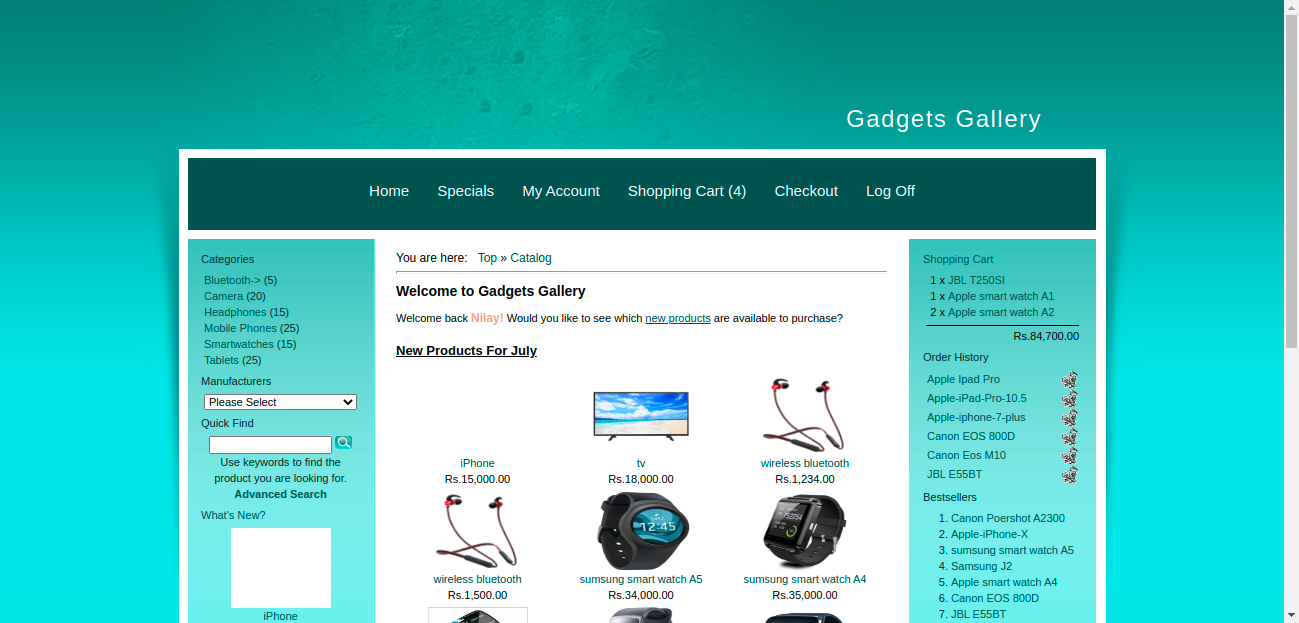 Gadgets Gallery
Home Specials My Account Shopping Cart (4) Checkout Log Off
Categories
Bluetooth-> (5)
Camera (20)
Headphones (15)
Mobile Phones (25)
Smartwatches (15)
Tablets (25)
Manufacturers
Please Select
Quick Find
Use keywords to find the
product you are looking for.
Advanced Search
What's New?
iPhone
You are here: Top » Catalog
Welcome to Gadgets Gallery
Welcome back Nilay! Would you like to see which new products are available to purchase?
New Products For July
iPhone
Rs.15,000.00
tv
Rs.18,000.00
wireless bluetooth
Rs.1,234.00
wireless bluetooth
Rs.1,500.00
12:45
sumsung smart watch A5
Rs.34,000.00
sumsung smart watch A4
Rs.35,000.00
Shopping Cart
1 x JBL T250SI
1 x Apple smart watch A1
2 x Apple smart watch A2
Rs.84,700.00
Order History
Apple Ipad Pro
Apple-iPad-Pro-10.5
Apple-iphone-7-plus
Canon EOS 800D
Canon Eos M10
JBL E55BT
Bestsellers
1. Canon Poershot A2300
2. Apple-iPhone-X
3. sumsung smart watch A5
4. Samsung J2
5. Apple smart watch A4
6. Canon EOS 800D
7. JBL E55BT